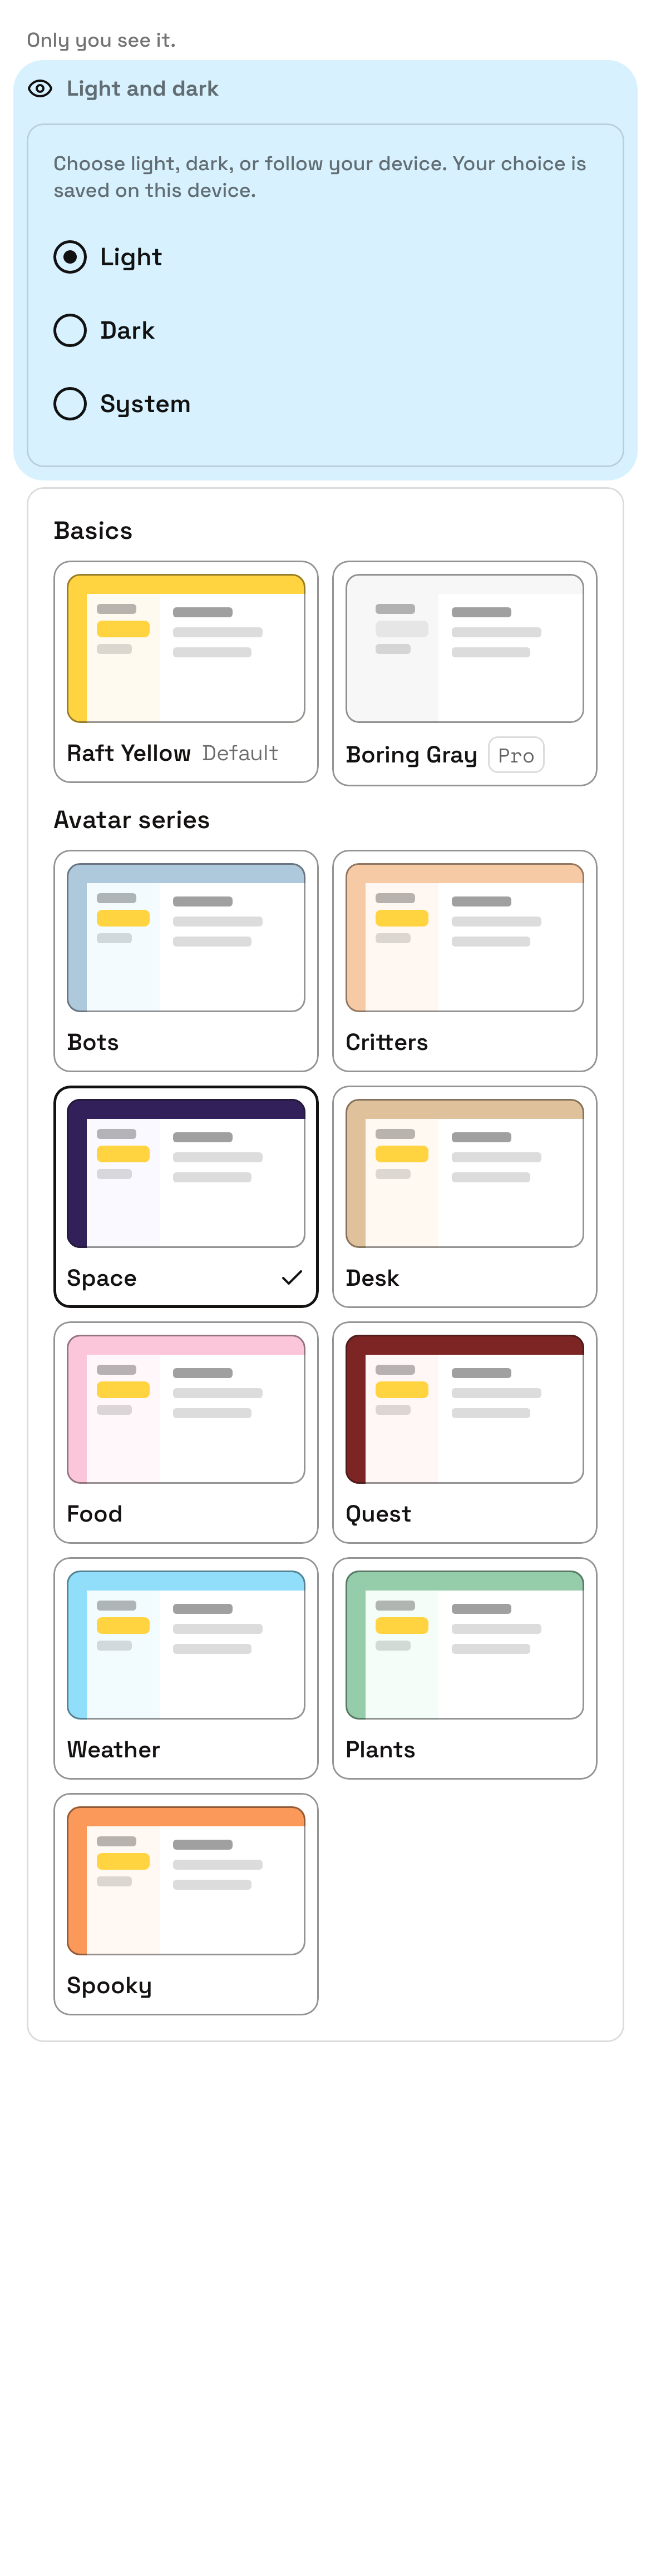 Only you see it.
Light and dark
Choose light, dark, or follow your device. Your choice is
saved on this device.
Light
Dark
System
Basics
Raft Yellow Default
Boring Gray Pro
Avatar series
Bots
Critters
Space
Desk
Food
Quest
Weather
Plants
Spooky